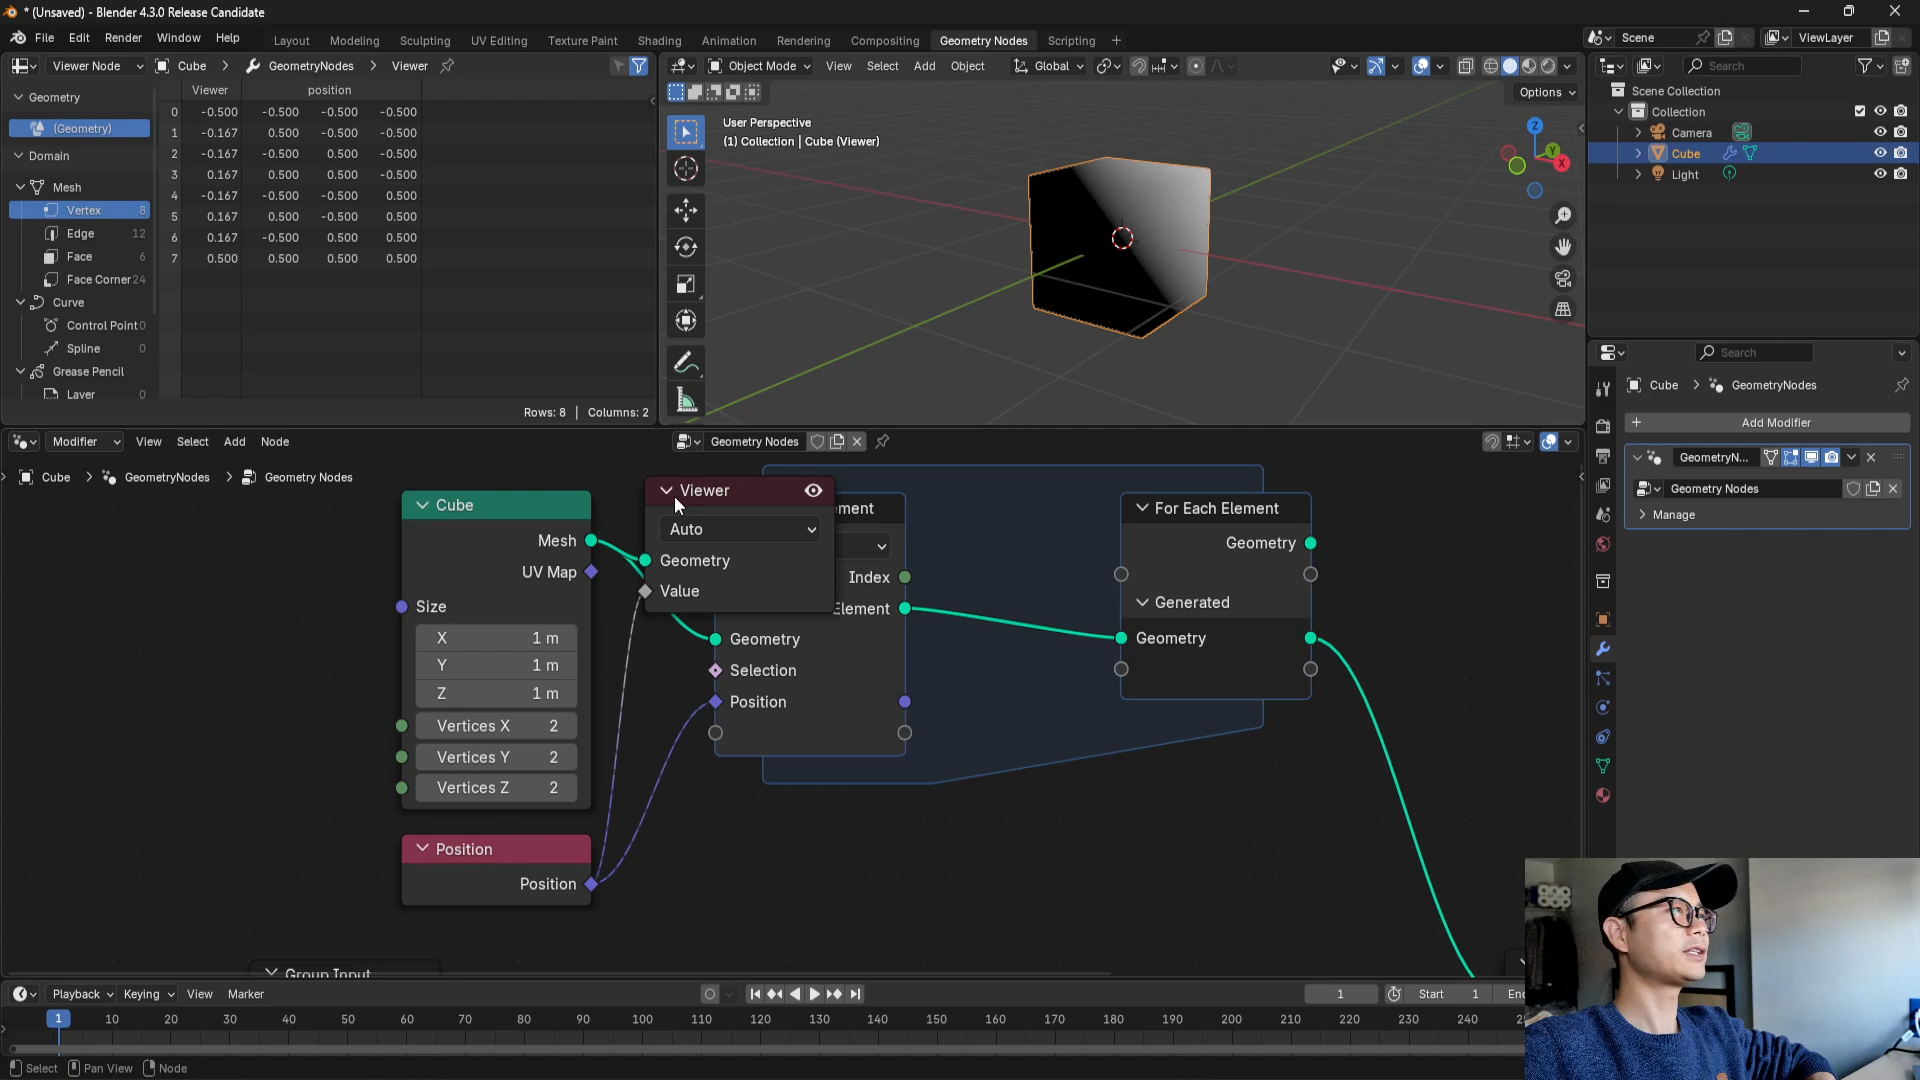 * (Unsaved) - Blender 4.3.0 Release Candidate
File Edit Render Window Help Layout Modeling Sculpting UV Editing Texture Paint Shading Animation Rendering Compositing Geometry Nodes Scripting + Scene ViewLayer
Viewer Node Cube > GeometryNodes > Viewer
Object Mode View Select Add Object Global
Search
Options
Geometry
(Geometry)
Domain
Mesh
Vertex 8
Edge 12
Face 6
Face Corner 24
Curve
Control Point 0
Spline 0
Grease Pencil
Layer 0
Viewer position
0 -0.500 -0.500 -0.500 -0.500
1 -0.167 0.500 -0.500 -0.500
2 -0.167 -0.500 0.500 -0.500
3 0.167 0.500 0.500 -0.500
4 -0.167 -0.500 -0.500 0.500
5 0.167 0.500 -0.500 0.500
6 0.167 -0.500 0.500 0.500
7 0.500 0.500 0.500 0.500
Rows: 8 | Columns: 2
User Perspective
(1) Collection | Cube (Viewer)
Z
Y
X
Scene Collection
Collection
Camera
Cube
Light
Search
Cube > GeometryNodes
+ Add Modifier
GeometryN...
Geometry Nodes
Manage
Modifier View Select Add Node Geometry Nodes
Cube > GeometryNodes > Geometry Nodes
Cube
Mesh
UV Map
Size
X 1 m
Y 1 m
Z 1 m
Vertices X 2
Vertices Y 2
Vertices Z 2
Position
Position
Group Input
Viewer
Auto
Geometry
Value
ement
Index
Element
Geometry
Selection
Position
For Each Element
Geometry
Generated
Geometry
Playback Keying View Marker 1 Start 1
1 10 20 30 40 50 60 70 80 90 100 110 120 130 140 150 160 170 180 190 200 210 220 230 240
Select Pan View Node